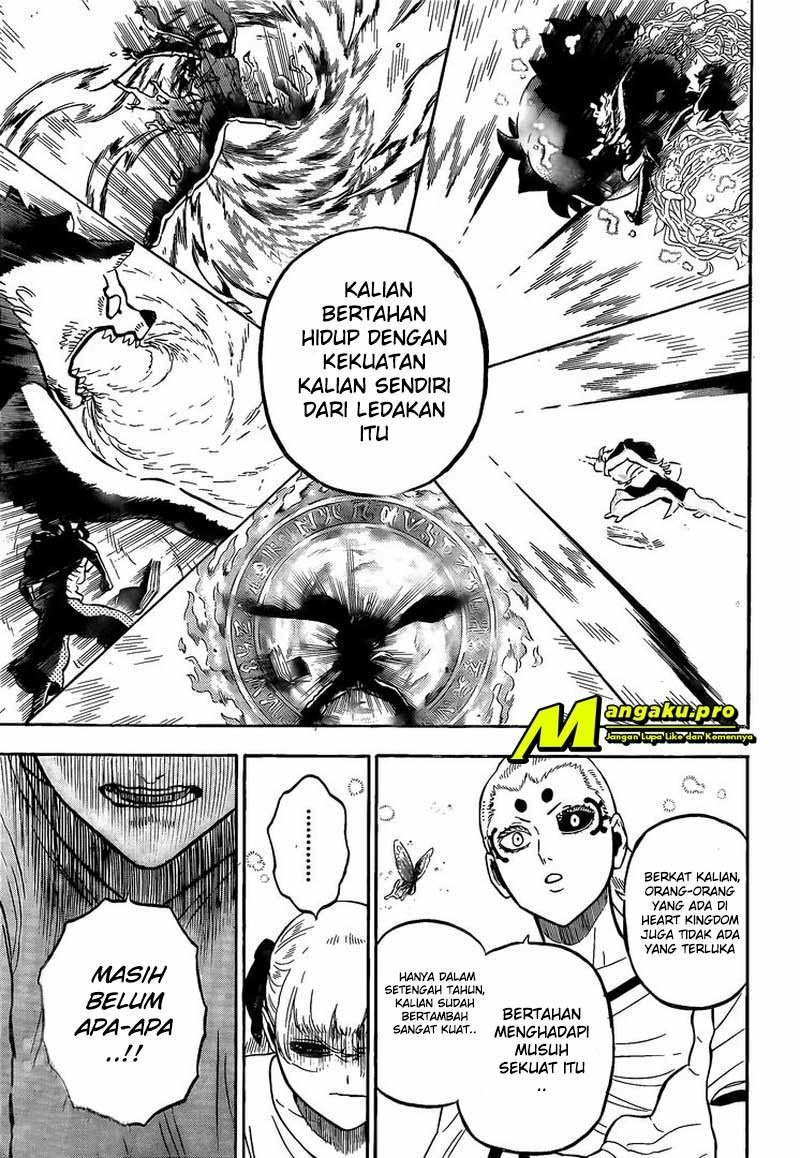 KALIAN
BERTAHAN
HIDUP DENGAN
KEKUATAN
KALIAN SENDIRI
DARI LEDAKAN
ITU
Mangaku.pro
Jangan Lupa Like dan Komennya
BERKAT KALIAN,
ORANG-ORANG
YANG ADA DI
HEART KINGDOM
JUGA TIDAK ADA
YANG TERLUKA
BERTAHAN
MENGHADAPI
MUSUH
SEKUAT ITU
..
HANYA DALAM
SETENGAH TAHUN,
KALIAN SUDAH
BERTAMBAH
SANGAT KUAT..
.........
MASIH
BELUM
APA-APA
..!!